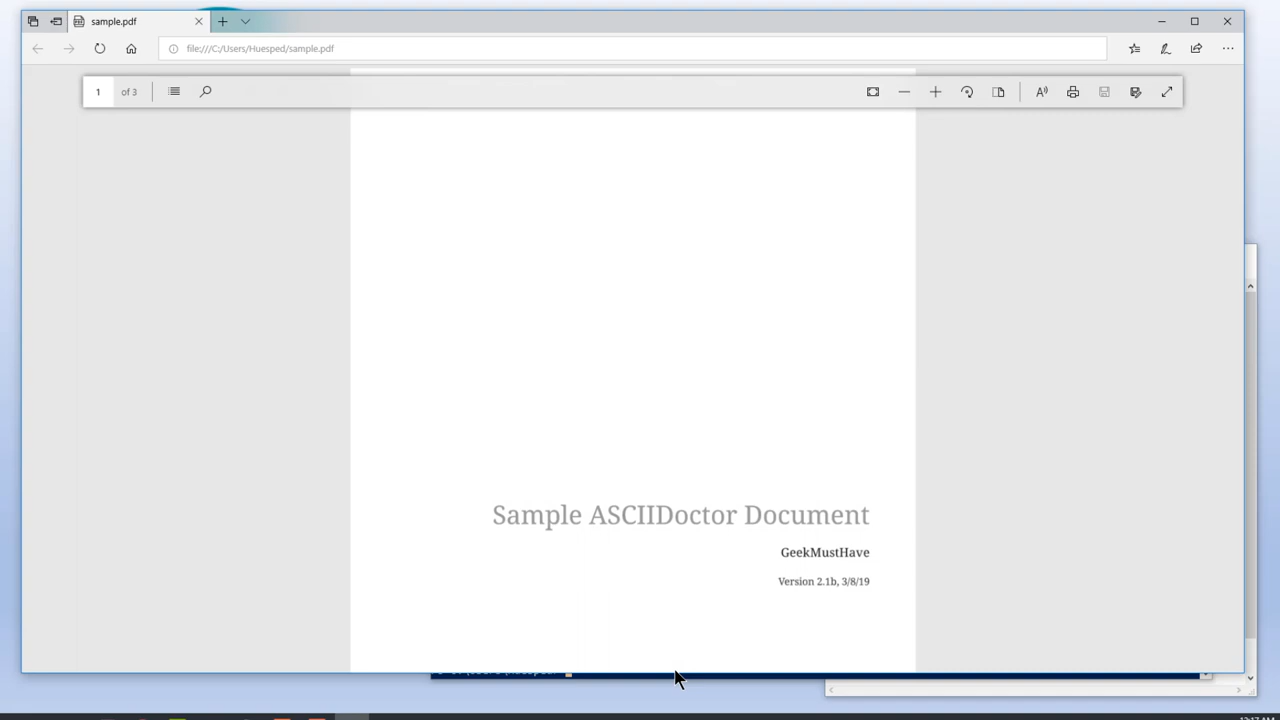 sample.pdf
file:///C:/Users/Huesped/sample.pdf
1 of 3
Sample ASCIIDoctor Document
GeekMustHave
Version 2.1b, 3/8/19